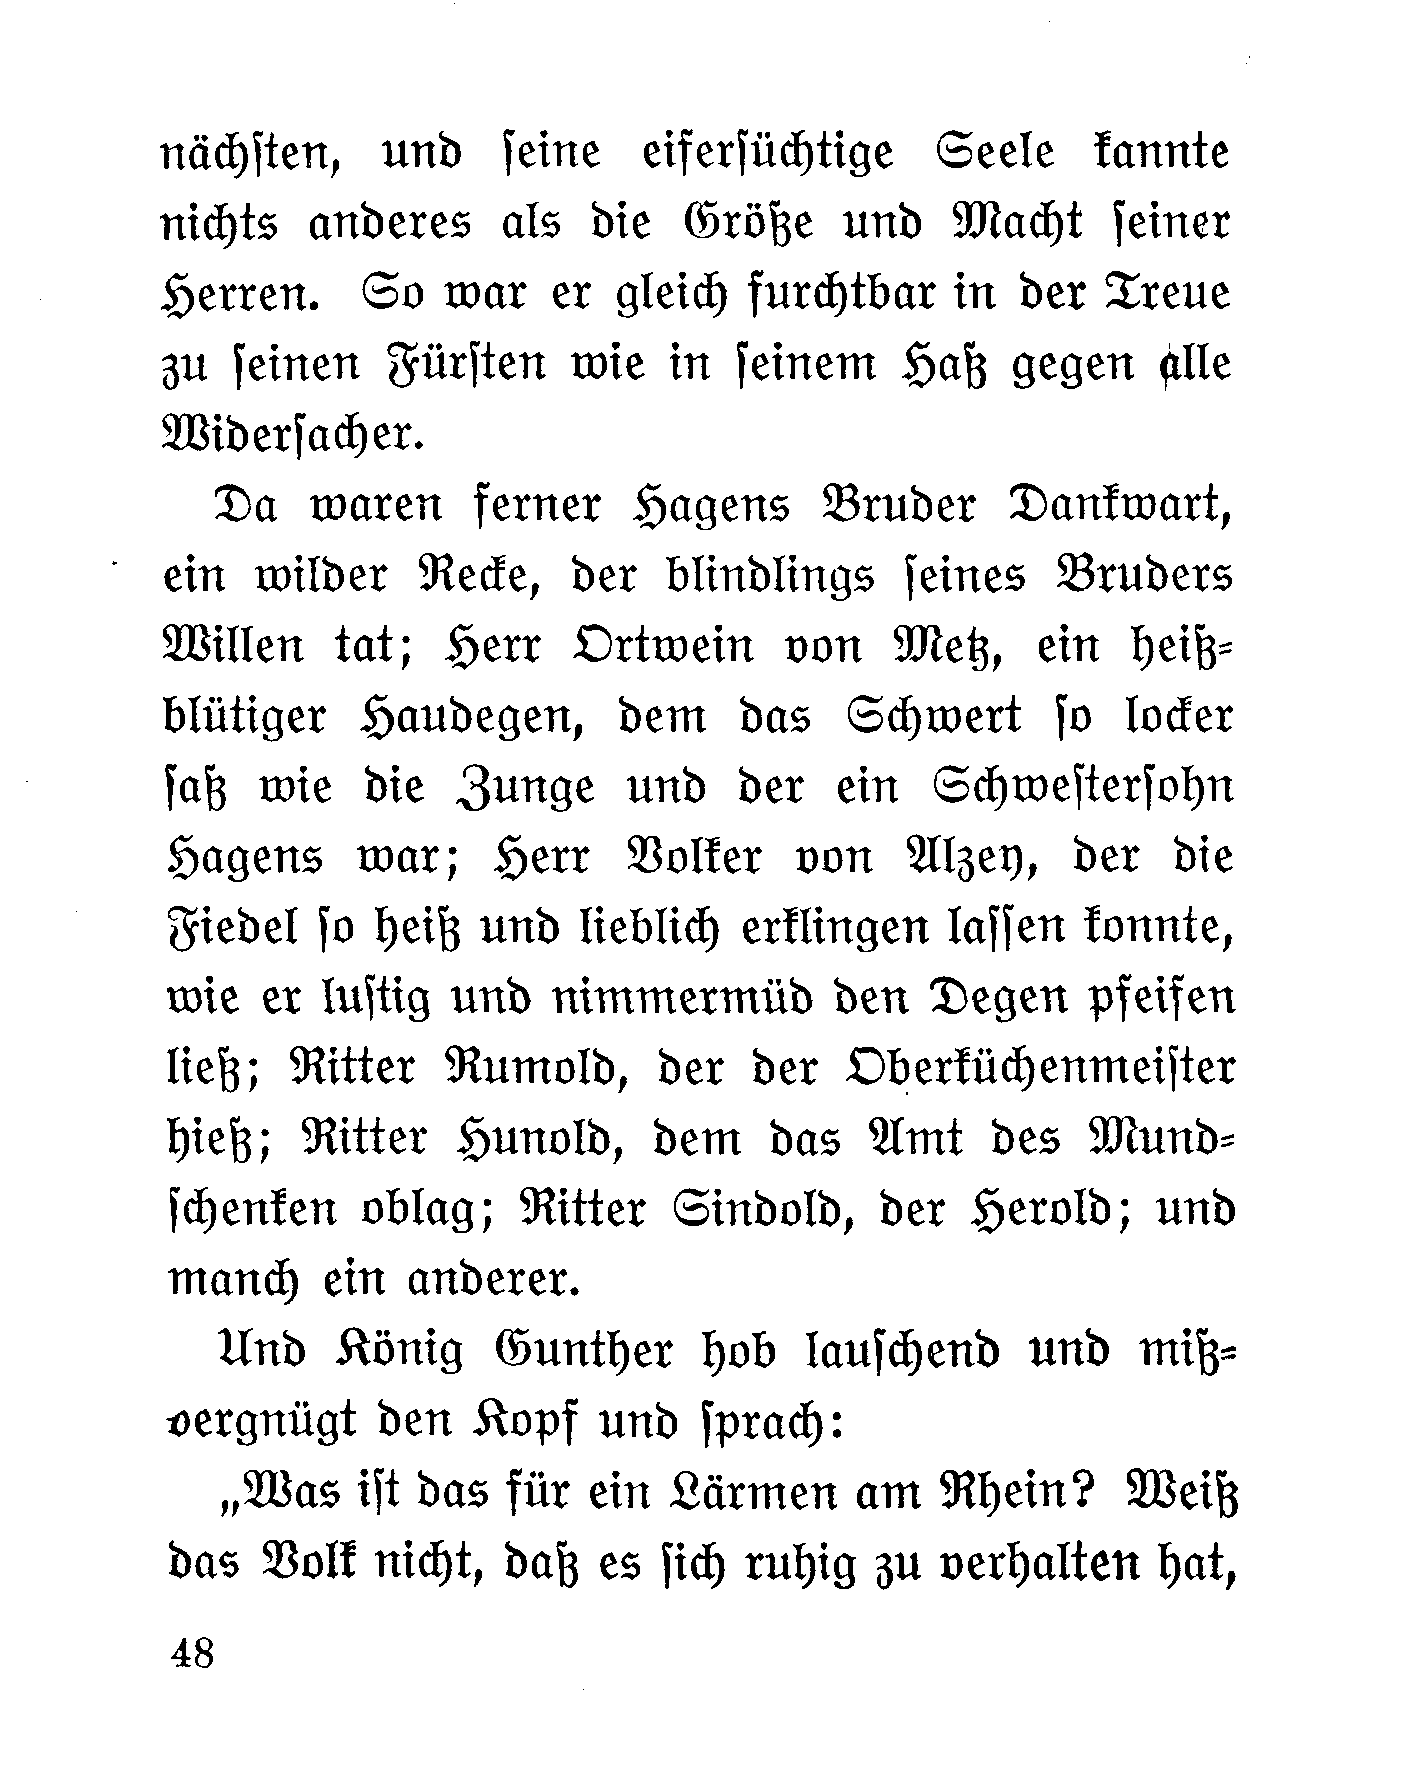 nächſten, und ſeine eiferſüchtige Seele kannte
nichts anderes als die Größe und Macht ſeiner
Herren. So war er gleich furchtbar in der Treue
zu ſeinen Fürſten wie in ſeinem Haß gegen alle
Widerſacher.
Da waren ferner Hagens Bruder Dankwart,
ein wilder Recke, der blindlings ſeines Bruders
Willen tat; Herr Ortwein von Metz, ein heiß=
blütiger Haudegen, dem das Schwert ſo locker
ſaß wie die Zunge und der ein Schweſterſohn
Hagens war; Herr Volker von Alzey, der die
Fiedel ſo heiß und lieblich erklingen laſſen konnte,
wie er luſtig und nimmermüd den Degen pfeifen
ließ; Ritter Rumold, der der Oberküchenmeiſter
hieß; Ritter Hunold, dem das Amt des Mund=
ſchenken oblag; Ritter Sindold, der Herold; und
manch ein anderer.
Und König Gunther hob lauſchend und miß=
vergnügt den Kopf und ſprach:
„Was iſt das für ein Lärmen am Rhein? Weiß
das Volk nicht, daß es ſich ruhig zu verhalten hat,
48